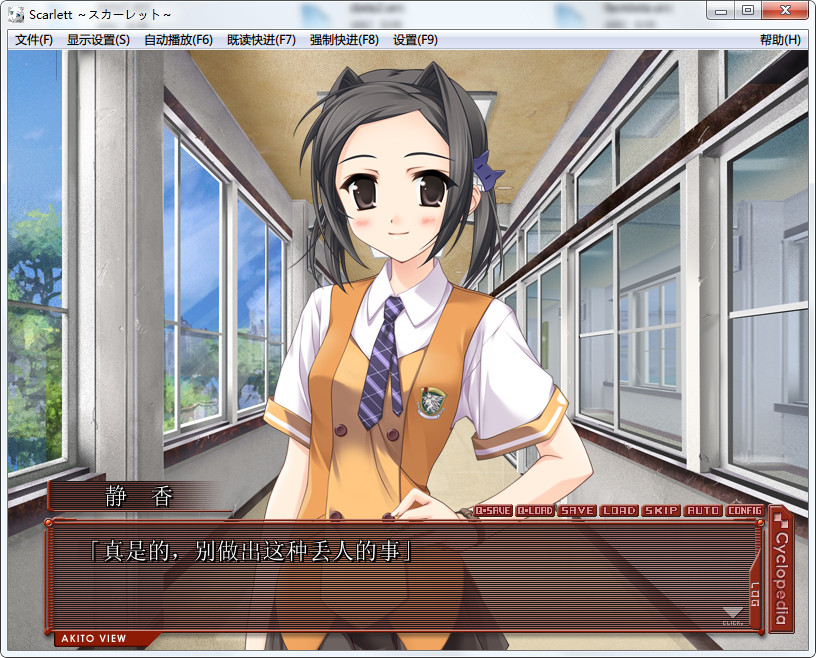 Scarlett ～スカーレット～
文件(F) 显示设置(S) 自动播放(F6) 既读快进(F7) 强制快进(F8) 设置(F9) 帮助(H)
静 香
Q・SAVE Q・LOAD SAVE LOAD SKIP AUTO CONFIG
「真是的，别做出这种丢人的事」
LOG
Cyclopedia
CLICK
AKITO VIEW